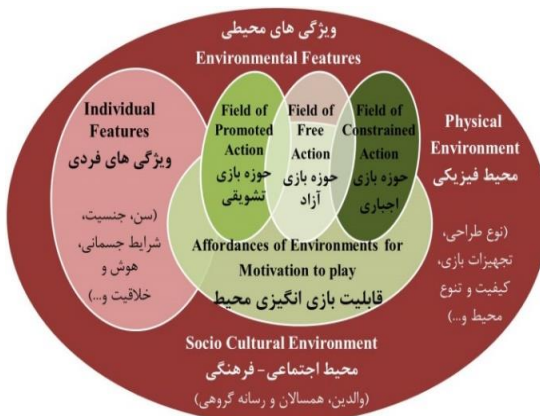 ویژگی های محیطی
Environmental Features
Individual
Features
ویژگی های فردی
(سن، جنسیت،
شرایط جسمانی،
هوش و
خلاقیت و...)
Field of
Promoted
Action
حوزه بازی
تشویقی
Field of
Free
Action
حوزه بازی
آزاد
Field of
Constrained
Action
حوزه بازی
اجباری
Physical
Environment
محیط فیزیکی
(نوع طراحی،
تجهیزات بازی،
کیفیت و تنوع
محیط و...)
Affordances of Environments for
Motivation to play
قابلیت بازی انگیزی محیط
Socio Cultural Environment
محیط اجتماعی - فرهنگی
(والدین، همسالان و رسانه گروهی)